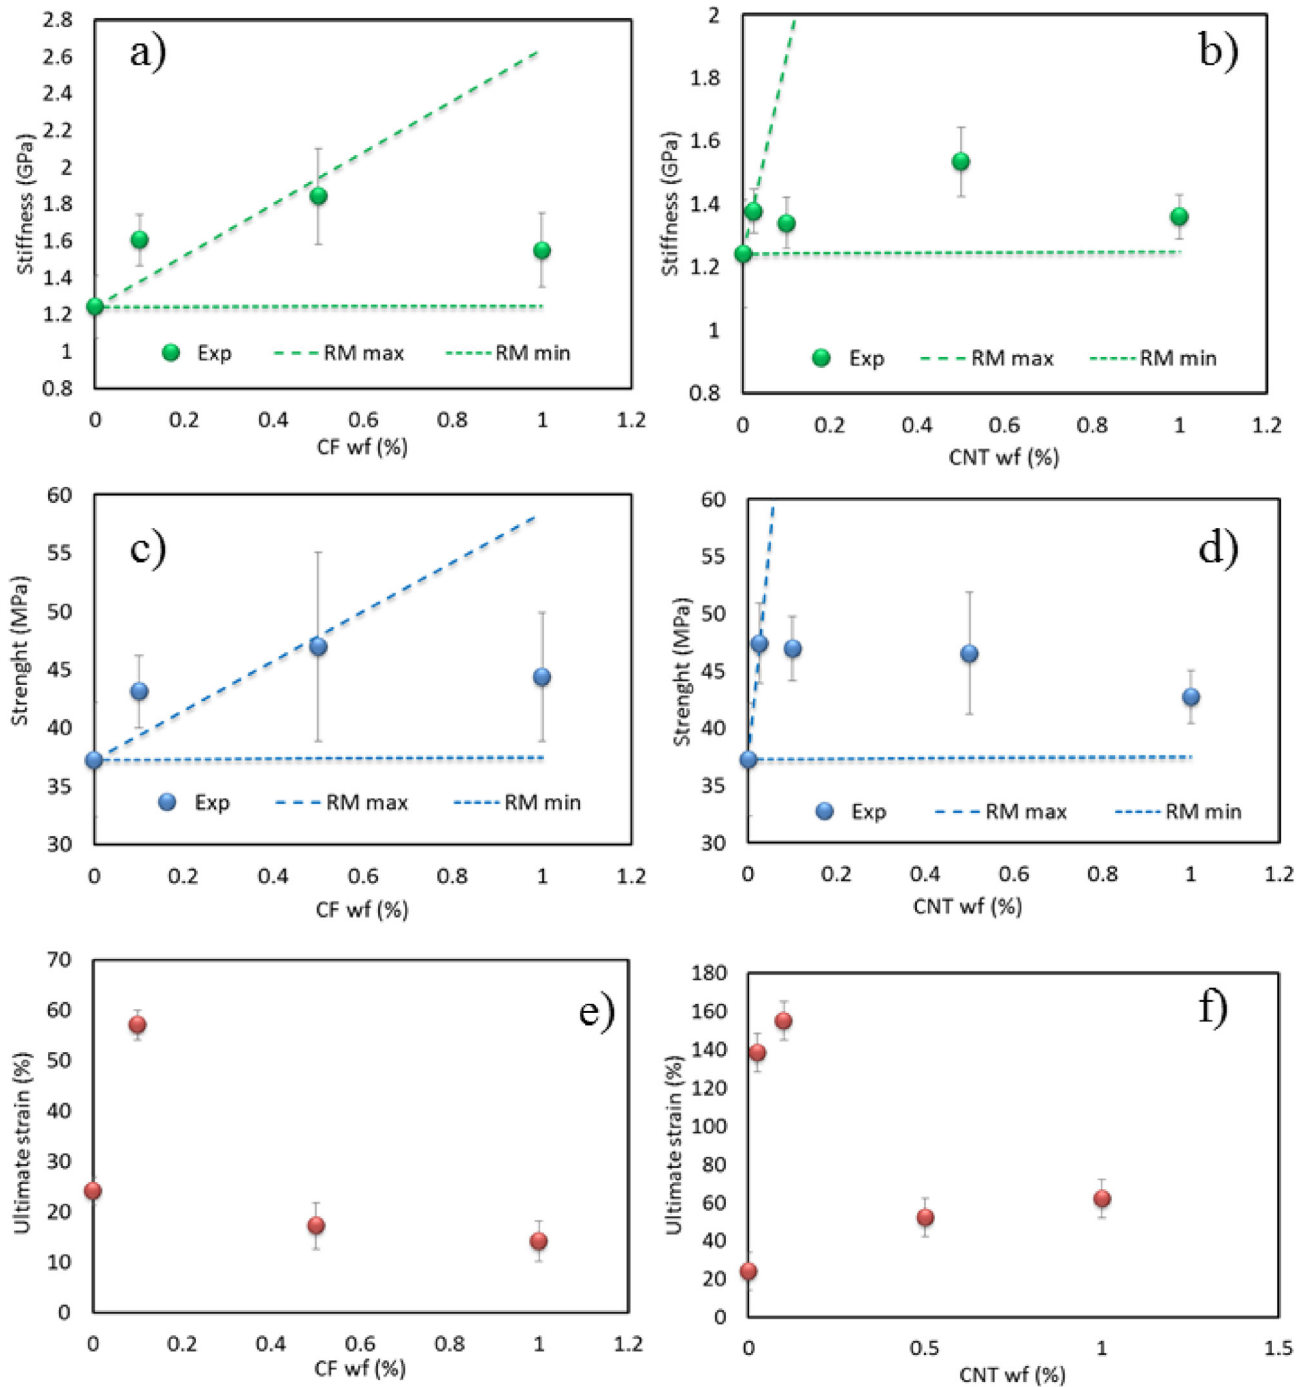 a)
2.8
2.6
2.4
2.2
2
1.8
1.6
1.4
1.2
1
0.8
Stiffness (GPa)
Exp RM max RM min
0 0.2 0.4 0.6 0.8 1 1.2
CF wf (%)
b)
2
1.8
1.6
1.4
1.2
1
0.8
Stiffness (GPa)
Exp RM max RM min
0 0.2 0.4 0.6 0.8 1 1.2
CNT wf (%)
c)
60
55
50
45
40
35
30
Strenght (MPa)
Exp RM max RM min
0 0.2 0.4 0.6 0.8 1 1.2
CF wf (%)
d)
60
55
50
45
40
35
30
Strenght (MPa)
Exp RM max RM min
0 0.2 0.4 0.6 0.8 1 1.2
CNT wf (%)
e)
70
60
50
40
30
20
10
0
Ultimate strain (%)
0 0.2 0.4 0.6 0.8 1 1.2
CF wf (%)
f)
180
160
140
120
100
80
60
40
20
0
Ultimate strain (%)
0 0.5 1 1.5
CNT wf (%)